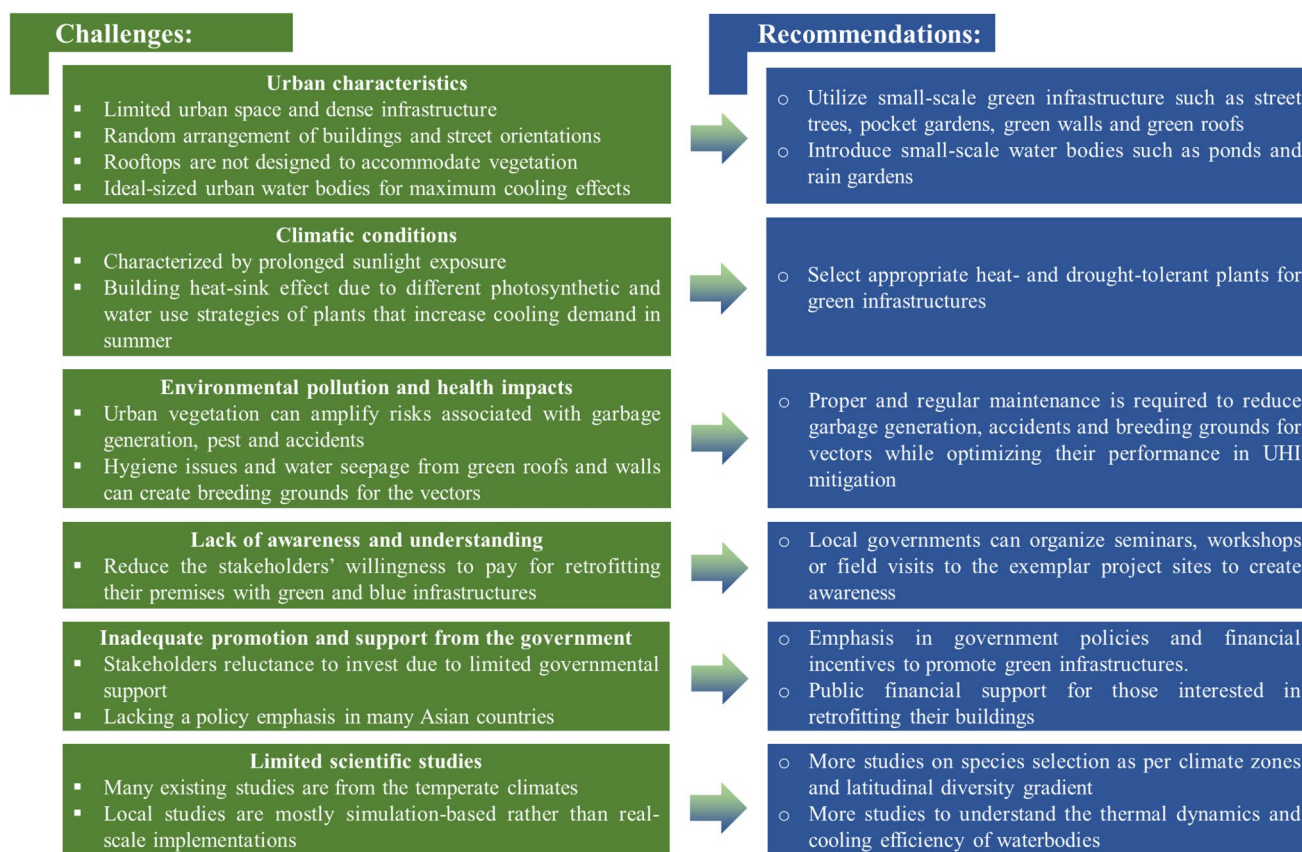 Challenges:
Recommendations:
Urban characteristics
▪ Limited urban space and dense infrastructure
▪ Random arrangement of buildings and street orientations
▪ Rooftops are not designed to accommodate vegetation
▪ Ideal-sized urban water bodies for maximum cooling effects
o Utilize small-scale green infrastructure such as street
trees, pocket gardens, green walls and green roofs
o Introduce small-scale water bodies such as ponds and
rain gardens
Climatic conditions
▪ Characterized by prolonged sunlight exposure
▪ Building heat-sink effect due to different photosynthetic and
water use strategies of plants that increase cooling demand in
summer
o Select appropriate heat- and drought-tolerant plants for
green infrastructures
Environmental pollution and health impacts
▪ Urban vegetation can amplify risks associated with garbage
generation, pest and accidents
▪ Hygiene issues and water seepage from green roofs and walls
can create breeding grounds for the vectors
o Proper and regular maintenance is required to reduce
garbage generation, accidents and breeding grounds for
vectors while optimizing their performance in UHI
mitigation
Lack of awareness and understanding
▪ Reduce the stakeholders’ willingness to pay for retrofitting
their premises with green and blue infrastructures
o Local governments can organize seminars, workshops
or field visits to the exemplar project sites to create
awareness
Inadequate promotion and support from the government
▪ Stakeholders reluctance to invest due to limited governmental
support
▪ Lacking a policy emphasis in many Asian countries
o Emphasis in government policies and financial
incentives to promote green infrastructures.
o Public financial support for those interested in
retrofitting their buildings
Limited scientific studies
▪ Many existing studies are from the temperate climates
▪ Local studies are mostly simulation-based rather than real-
scale implementations
o More studies on species selection as per climate zones
and latitudinal diversity gradient
o More studies to understand the thermal dynamics and
cooling efficiency of waterbodies